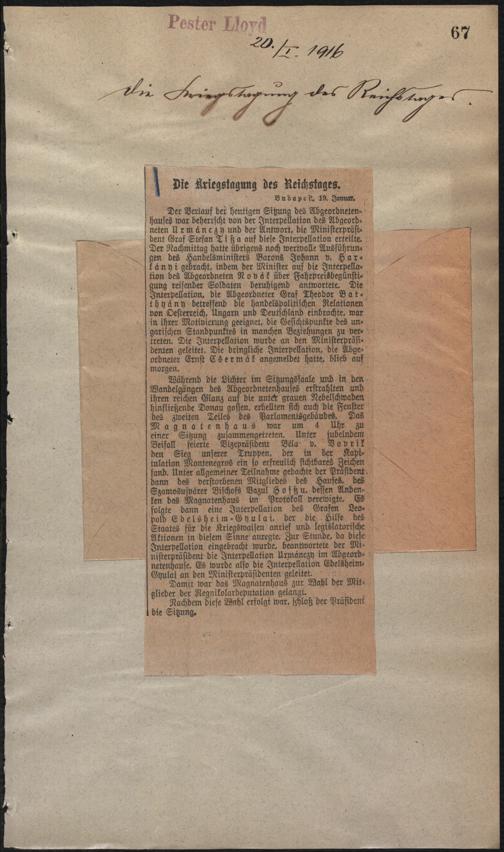 Pester Lloyd
67
20./I. 1916
Die Kriegstagung des Reichstages.
Die Kriegstagung des Reichstages.
Budapest, 19. Januar.
Der Verlauf der heutigen Sitzung des Abgeordneten-
hauses war beherrscht von der Interpellation des Abgeord-
neten Urmánczy und der Antwort, die Ministerpräsi-
dent Graf Stefan Tißa auf diese Interpellation erteilte.
Der Nachmittag hatte übrigens noch wertvolle Ausführun-
gen des Handelsministers Barons Johann v. Har-
kányi gebracht, indem der Minister auf die Interpella-
tion des Abgeordneten Novák über Fahrpreisbegünsti-
gung reisender Soldaten beruhigend antwortete. Die
Interpellation, die Abgeordneter Graf Theodor Bat-
thyány betreffend die handelspolitischen Relationen
von Oesterreich, Ungarn und Deutschland einbrachte, war
in ihrer Motivierung geeignet, die Gesichtspunkte des un-
garischen Standpunktes in manchen Beziehungen zu ver-
treten. Die Interpellation wurde an den Ministerpräsi-
denten geleitet. Die dringliche Interpellation, die Abge-
ordneter Ernst Csermák angemeldet hatte, blieb auf
morgen.
Während die Lichter im Sitzungssaale und in den
Wandelgängen des Abgeordnetenhauses erstrahlten und
ihren reichen Glanz auf die unter grauen Nebelschwaden
hinfließende Donau gossen, erhellten sich auch die Fenster
des zweiten Teiles des Parlamentsgebäudes. Das
Magnatenhaus war um 4 Uhr zu
einer Sitzung zusammengetreten. Unter jubelndem
Beifall feierte Vizepräsident Béla v. Vavrik
den Sieg unserer Truppen, der in der Kapi-
tulation Montenegros ein so erfreulich sichtbares Zeichen
fand. Unter allgemeiner Teilnahme gedachte der Präsident
dann des verstorbenen Mitgliedes des Hauses, des
Szamosujvárer Bischofs Bazul Hoßzu, dessen Anden-
ken das Magnatenhaus im Protokoll verewigte. Es
folgte dann eine Interpellation des Grafen Leo-
pold Edelsheim-Gyulai, der die Hilfe des
Staates für die Kriegswaisen anrief und legislatorische
Aktionen in diesem Sinne anregte. Zur Stunde, da diese
Interpellation eingebracht wurde, beantwortete der Mi-
nisterpräsident die Interpellation Urmánczy im Abgeord-
netenhause. Es wurde also die Interpellation Edelsheim-
Gyulai an den Ministerpräsidenten geleitet.
Damit war das Magnatenhaus zur Wahl der Mit-
glieder der Regnikolardeputation gelangt.
Nachdem diese Wahl erfolgt war, schloß der Präsident
die Sitzung.